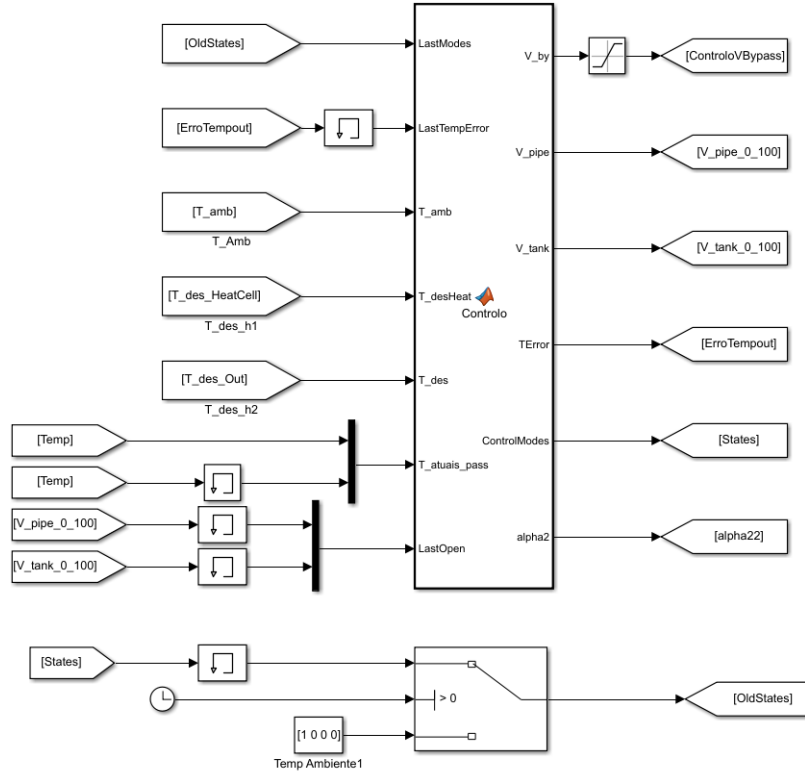 [OldStates]
LastModes
V_by
[ControloVBypass]
[ErroTempout]
LastTempError
V_pipe
[V_pipe_0_100]
[T_amb]
T_Amb
T_amb
V_tank
[V_tank_0_100]
[T_des_HeatCell]
T_des_h1
T_desHeat
Controlo
TError
[ErroTempout]
[T_des_Out]
T_des_h2
T_des
ControlModes
[States]
[Temp]
[Temp]
T_atuais_pass
[V_pipe_0_100]
[V_tank_0_100]
LastOpen
alpha2
[alpha22]
[States]
> 0
[1 0 0 0]
Temp Ambiente1
[OldStates]